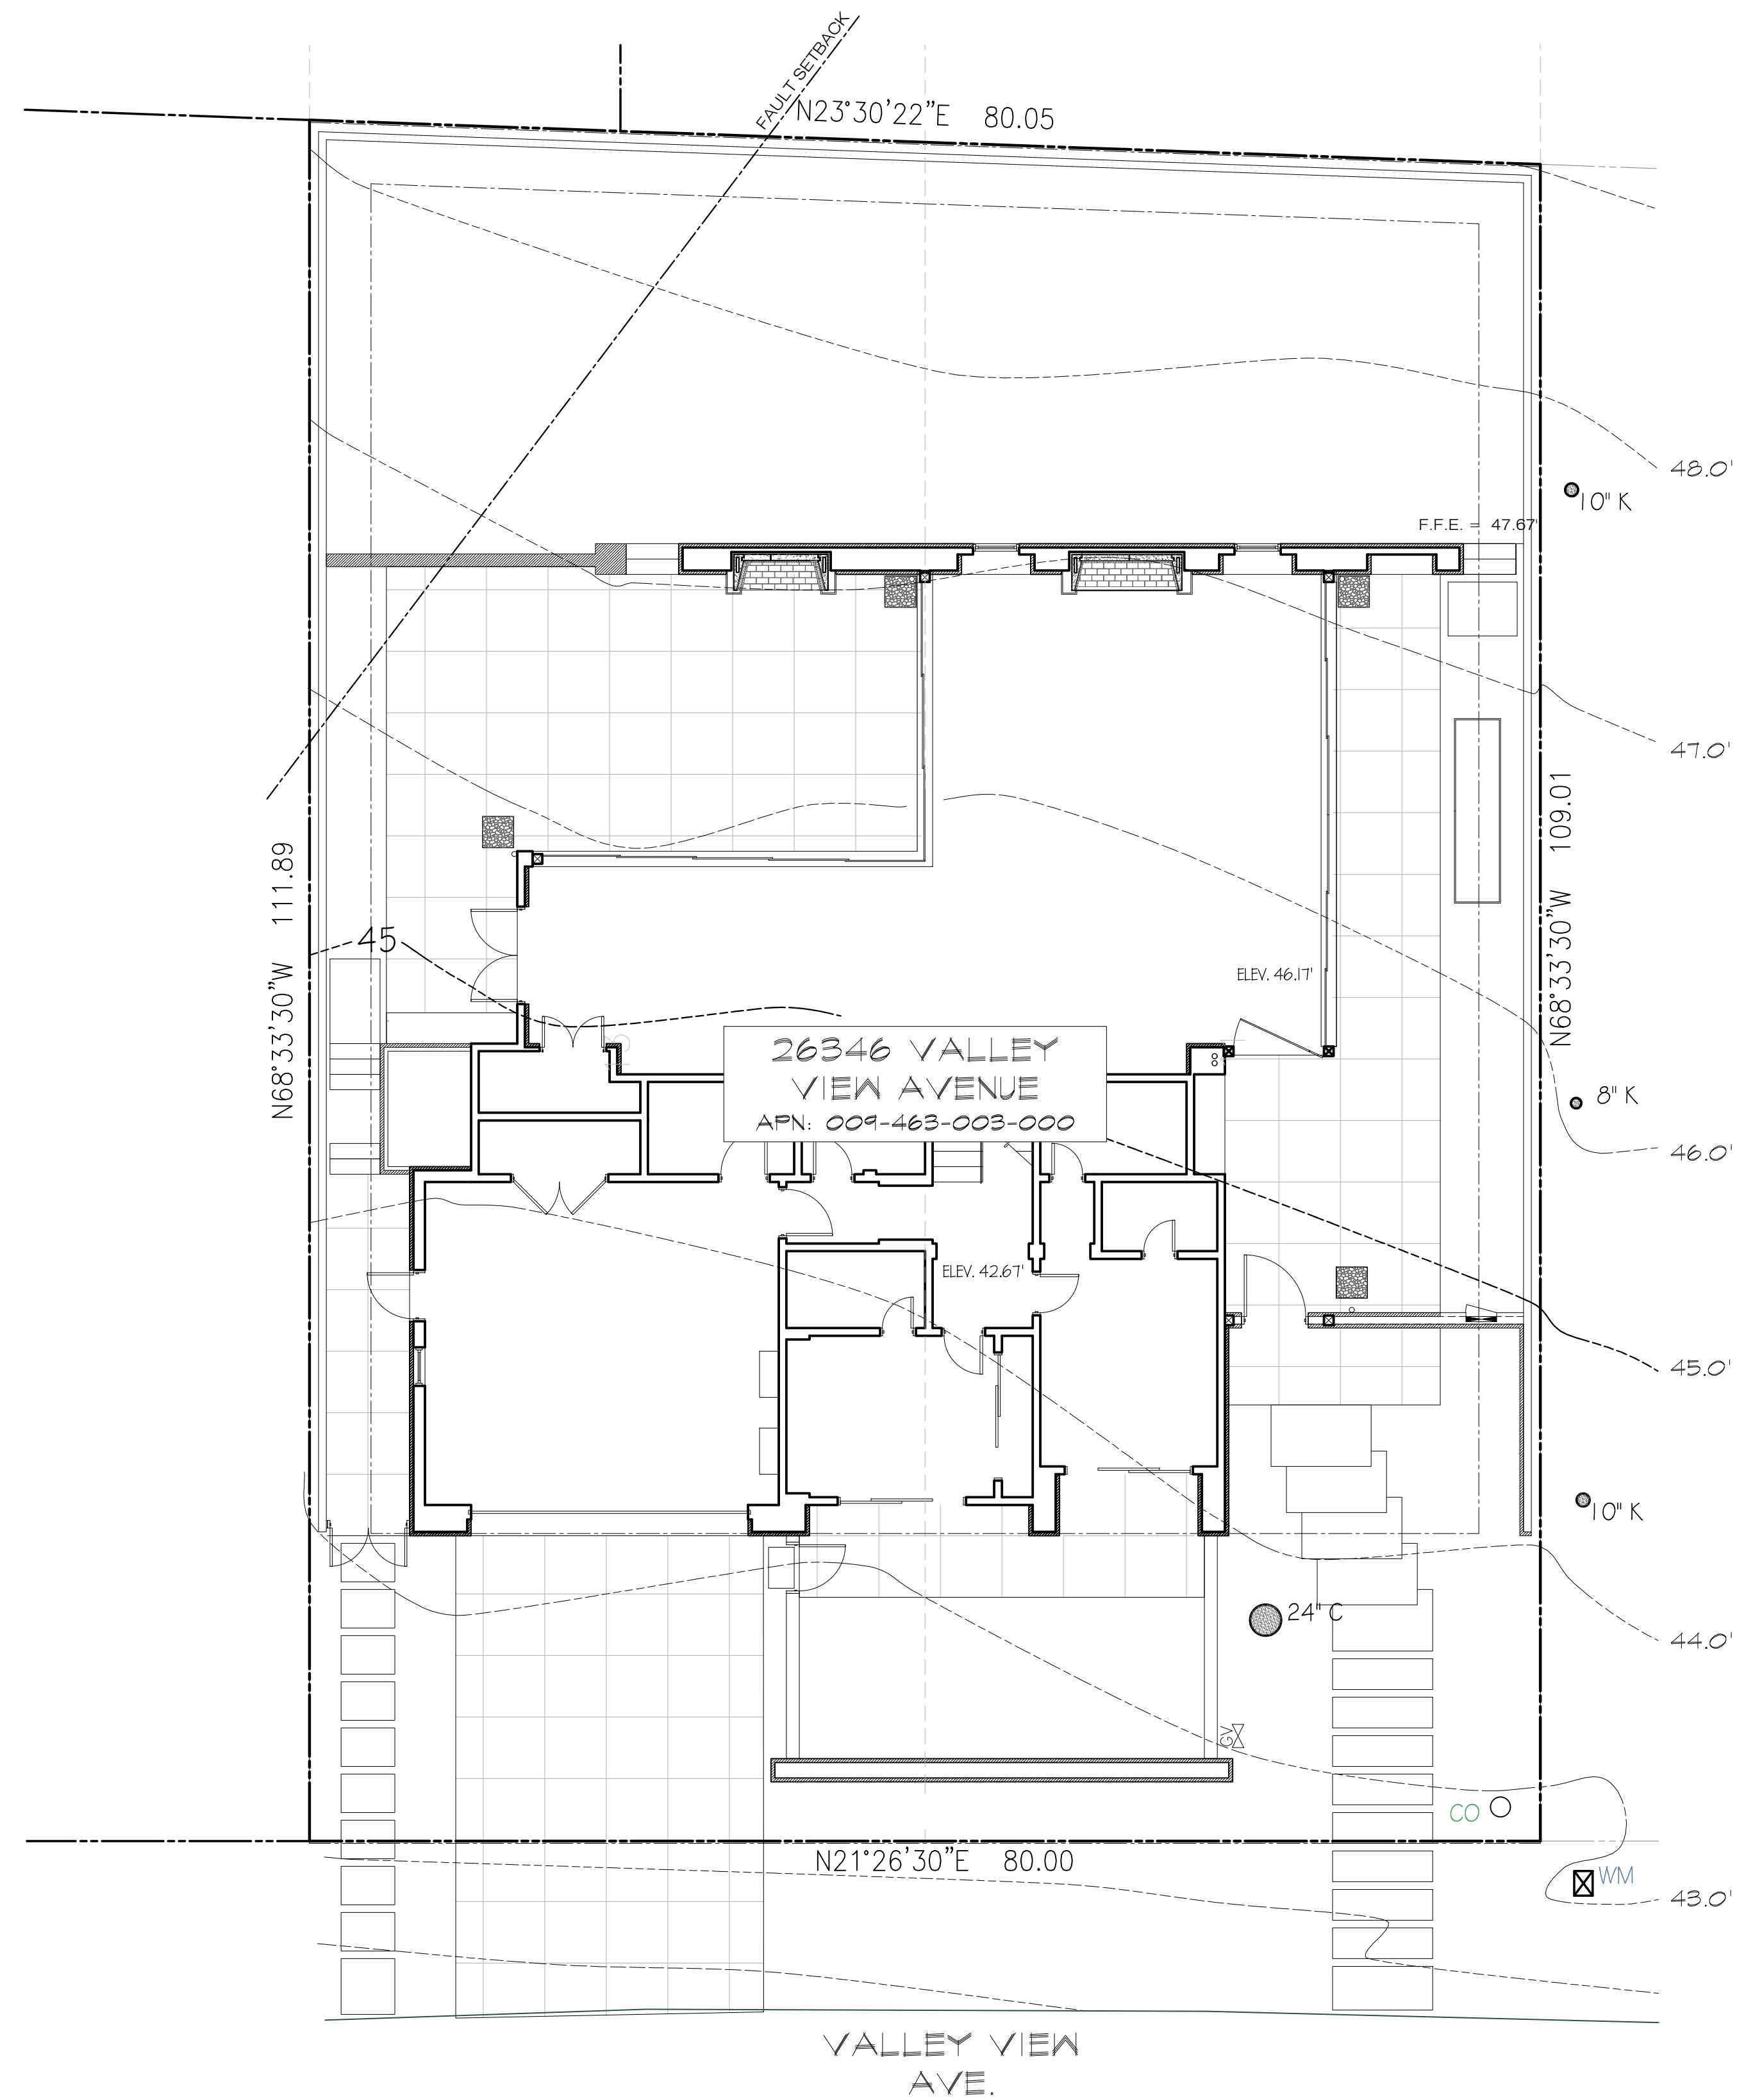 FAULT SETBACK
N23°30'22"E 80.05
48.0'
10" K
F.F.E. = 47.67'
47.0'
N68°33'30"W 111.89
N68°33'30"W 109.01
45
ELEV. 46.17'
26346 VALLEY
VIEW AVENUE
APN: 009-463-003-000
8" K
46.0'
ELEV. 42.67'
45.0'
10" K
24" C
44.0'
GV
CO
N21°26'30"E 80.00
WM
43.0'
VALLEY VIEW
AVE.